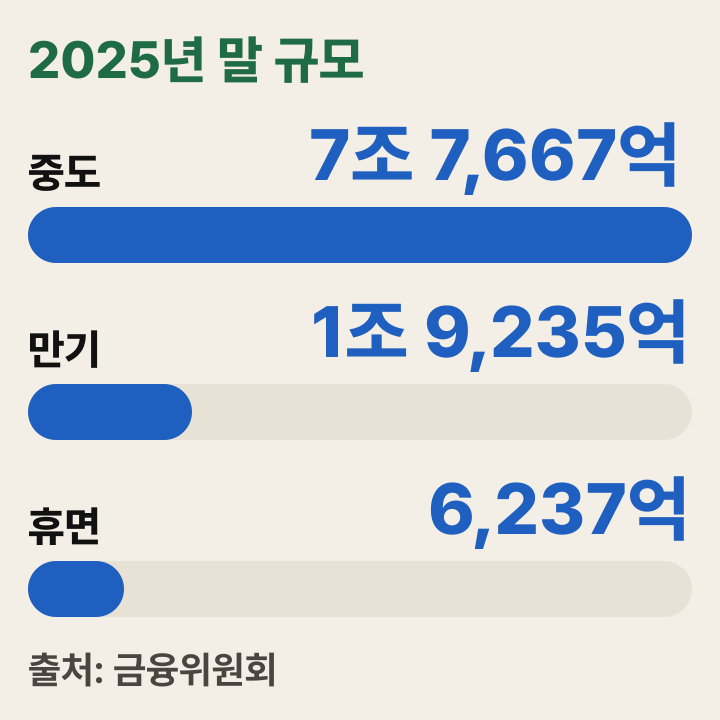 2025년 말 규모
중도 7조 7,667억
만기 1조 9,235억
휴면 6,237억
출처: 금융위원회